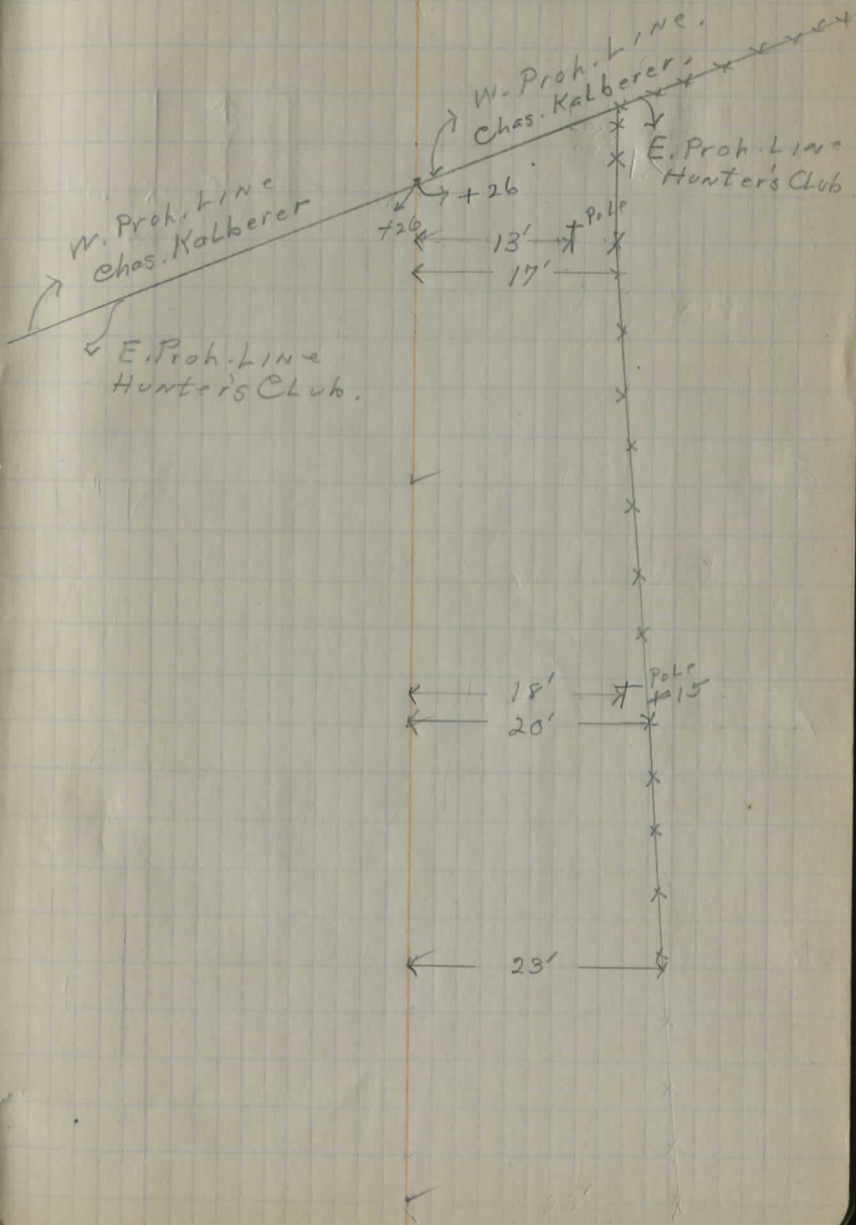 W. Proh. Line.
Chas. Kalberer.
E. Proh. Line
Hunter's Club
W. Proh. Line
Chas. Kalberer
+26
+26
Pole
13'
17'
E. Proh. Line
Hunter's Club.
Pole
18'
+15
20'
23'